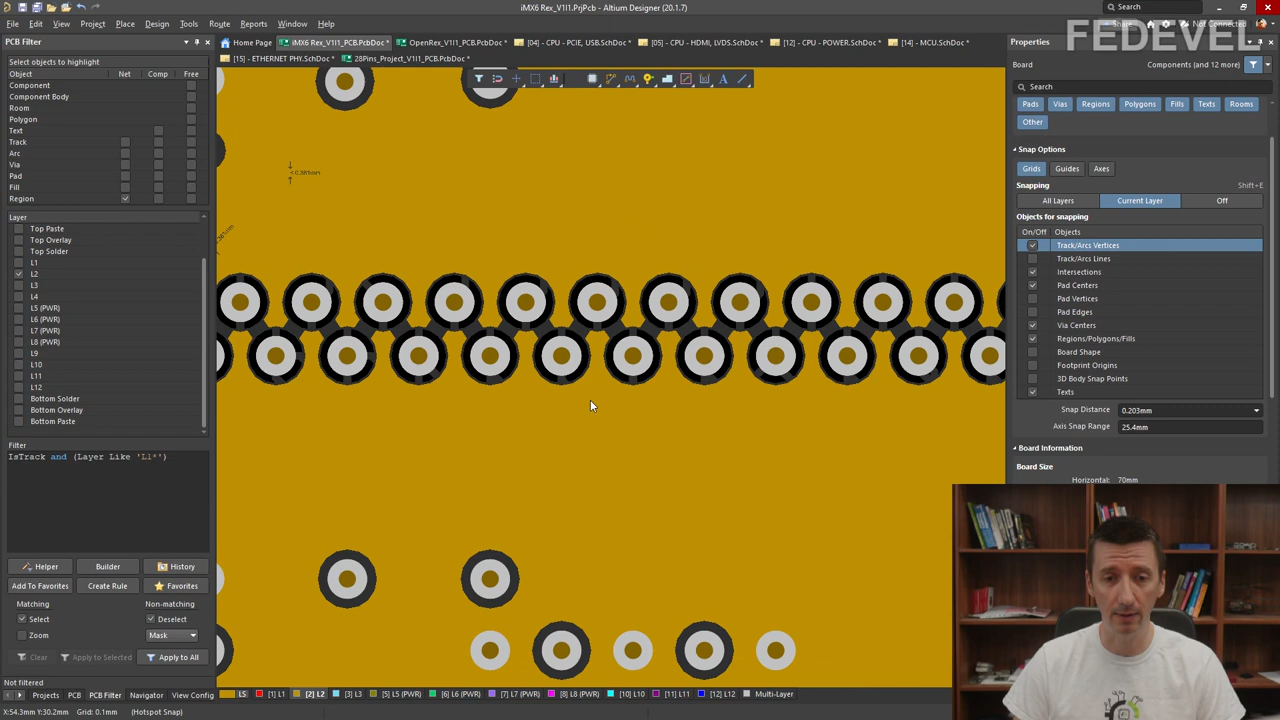 iMX6 Rex_V1I1.PrjPcb - Altium Designer (20.1.7)
Search
File Edit View Project Place Design Tools Route Reports Window Help
Share
Not Connected
FEDEVEL
PCB Filter
Home Page
iMX6 Rex_V1I1_PCB.PcbDoc *
OpenRex_V1I1_PCB.PcbDoc *
[04] - CPU - PCIE, USB.SchDoc *
[05] - CPU - HDMI, LVDS.SchDoc *
[12] - CPU - POWER.SchDoc *
[14] - MCU.SchDoc *
[15] - ETHERNET PHY.SchDoc *
28Pins_Project_V1I1_PCB.PcbDoc *
Select objects to highlight
Object Net Comp Free
Component
Component Body
Room
Polygon
Text
Track
Arc
Via
Pad
Fill
Region
Layer
Top Paste
Top Overlay
Top Solder
L1
L2
L3
L4
L5 (PWR)
L6 (PWR)
L7 (PWR)
L8 (PWR)
L9
L10
L11
L12
Bottom Solder
Bottom Overlay
Bottom Paste
Filter
IsTrack and (Layer Like 'L1*')
Helper Builder History
Add To Favorites Create Rule Favorites
Matching Non-matching
Select Deselect
Zoom Mask
Clear Apply to Selected Apply to All
Not filtered
Projects PCB PCB Filter Navigator View Config
X:54.3mm Y:30.2mm Grid: 0.1mm (Hotspot Snap)
LS [1] L1 [2] L2 [3] L3 [5] L5 (PWR) [6] L6 (PWR) [7] L7 (PWR) [8] L8 (PWR) [10] L10 [11] L11 [12] L12 Multi-Layer
Properties
Board Components (and 12 more)
Search
Pads Vias Regions Polygons Fills Texts Rooms
Other
Snap Options
Grids Guides Axes
Snapping Shift+E
All Layers Current Layer Off
Objects for snapping
On/Off Objects
Track/Arcs Vertices
Track/Arcs Lines
Intersections
Pad Centers
Pad Vertices
Pad Edges
Via Centers
Regions/Polygons/Fills
Board Shape
Footprint Origins
3D Body Snap Points
Texts
Snap Distance 0.203mm
Axis Snap Range 25.4mm
Board Information
Board Size
Horizontal: 70mm